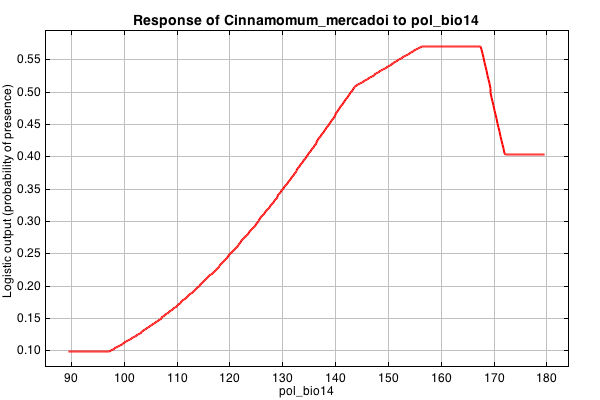 Response of Cinnamomum_mercadoi to pol_bio14
Logistic output (probability of presence)
0.55
0.50
0.45
0.40
0.35
0.30
0.25
0.20
0.15
0.10
90 100 110 120 130 140 150 160 170 180
pol_bio14